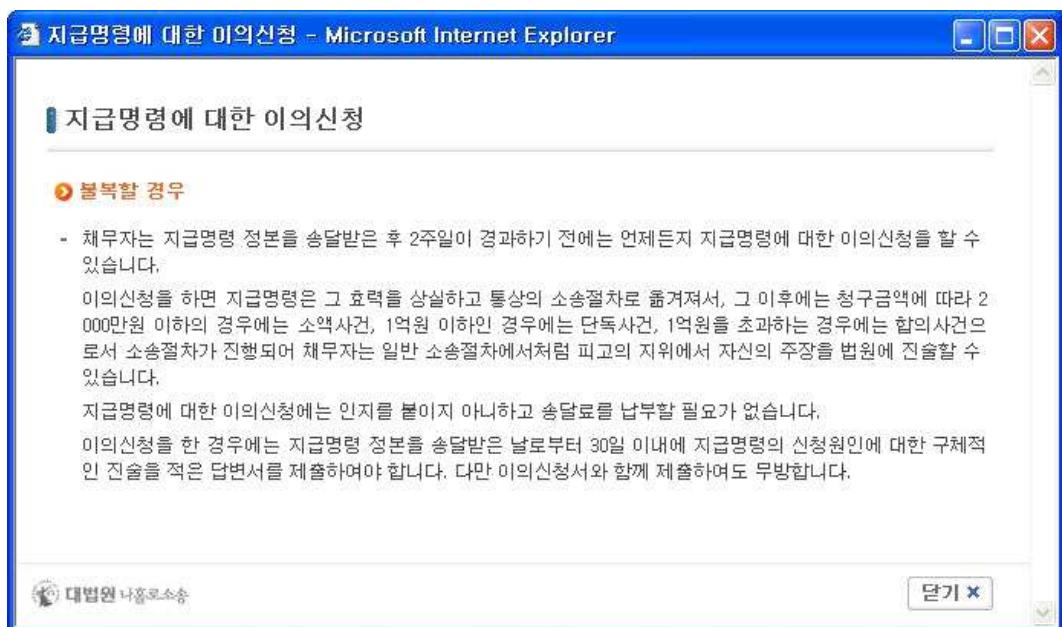 지급명령에 대한 이의신청 - Microsoft Internet Explorer
지급명령에 대한 이의신청
불복할 경우
- 채무자는 지급명령 정본을 송달받은 후 2주일이 경과하기 전에는 언제든지 지급명령에 대한 이의신청을 할 수
있습니다.
이의신청을 하면 지급명령은 그 효력을 상실하고 통상의 소송절차로 옮겨져서, 그 이후에는 청구금액에 따라 2
000만원 이하의 경우에는 소액사건, 1억원 이하인 경우에는 단독사건, 1억원을 초과하는 경우에는 합의사건으
로서 소송절차가 진행되어 채무자는 일반 소송절차에서처럼 피고의 지위에서 자신의 주장을 법원에 진술할 수
있습니다.
지급명령에 대한 이의신청에는 인지를 붙이지 아니하고 송달료를 납부할 필요가 없습니다.
이의신청을 한 경우에는 지급명령 정본을 송달받은 날로부터 30일 이내에 지급명령의 신청원인에 대한 구체적
인 진술을 적은 답변서를 제출하여야 합니다. 다만 이의신청서와 함께 제출하여도 무방합니다.
대법원 나홀로소송
닫기